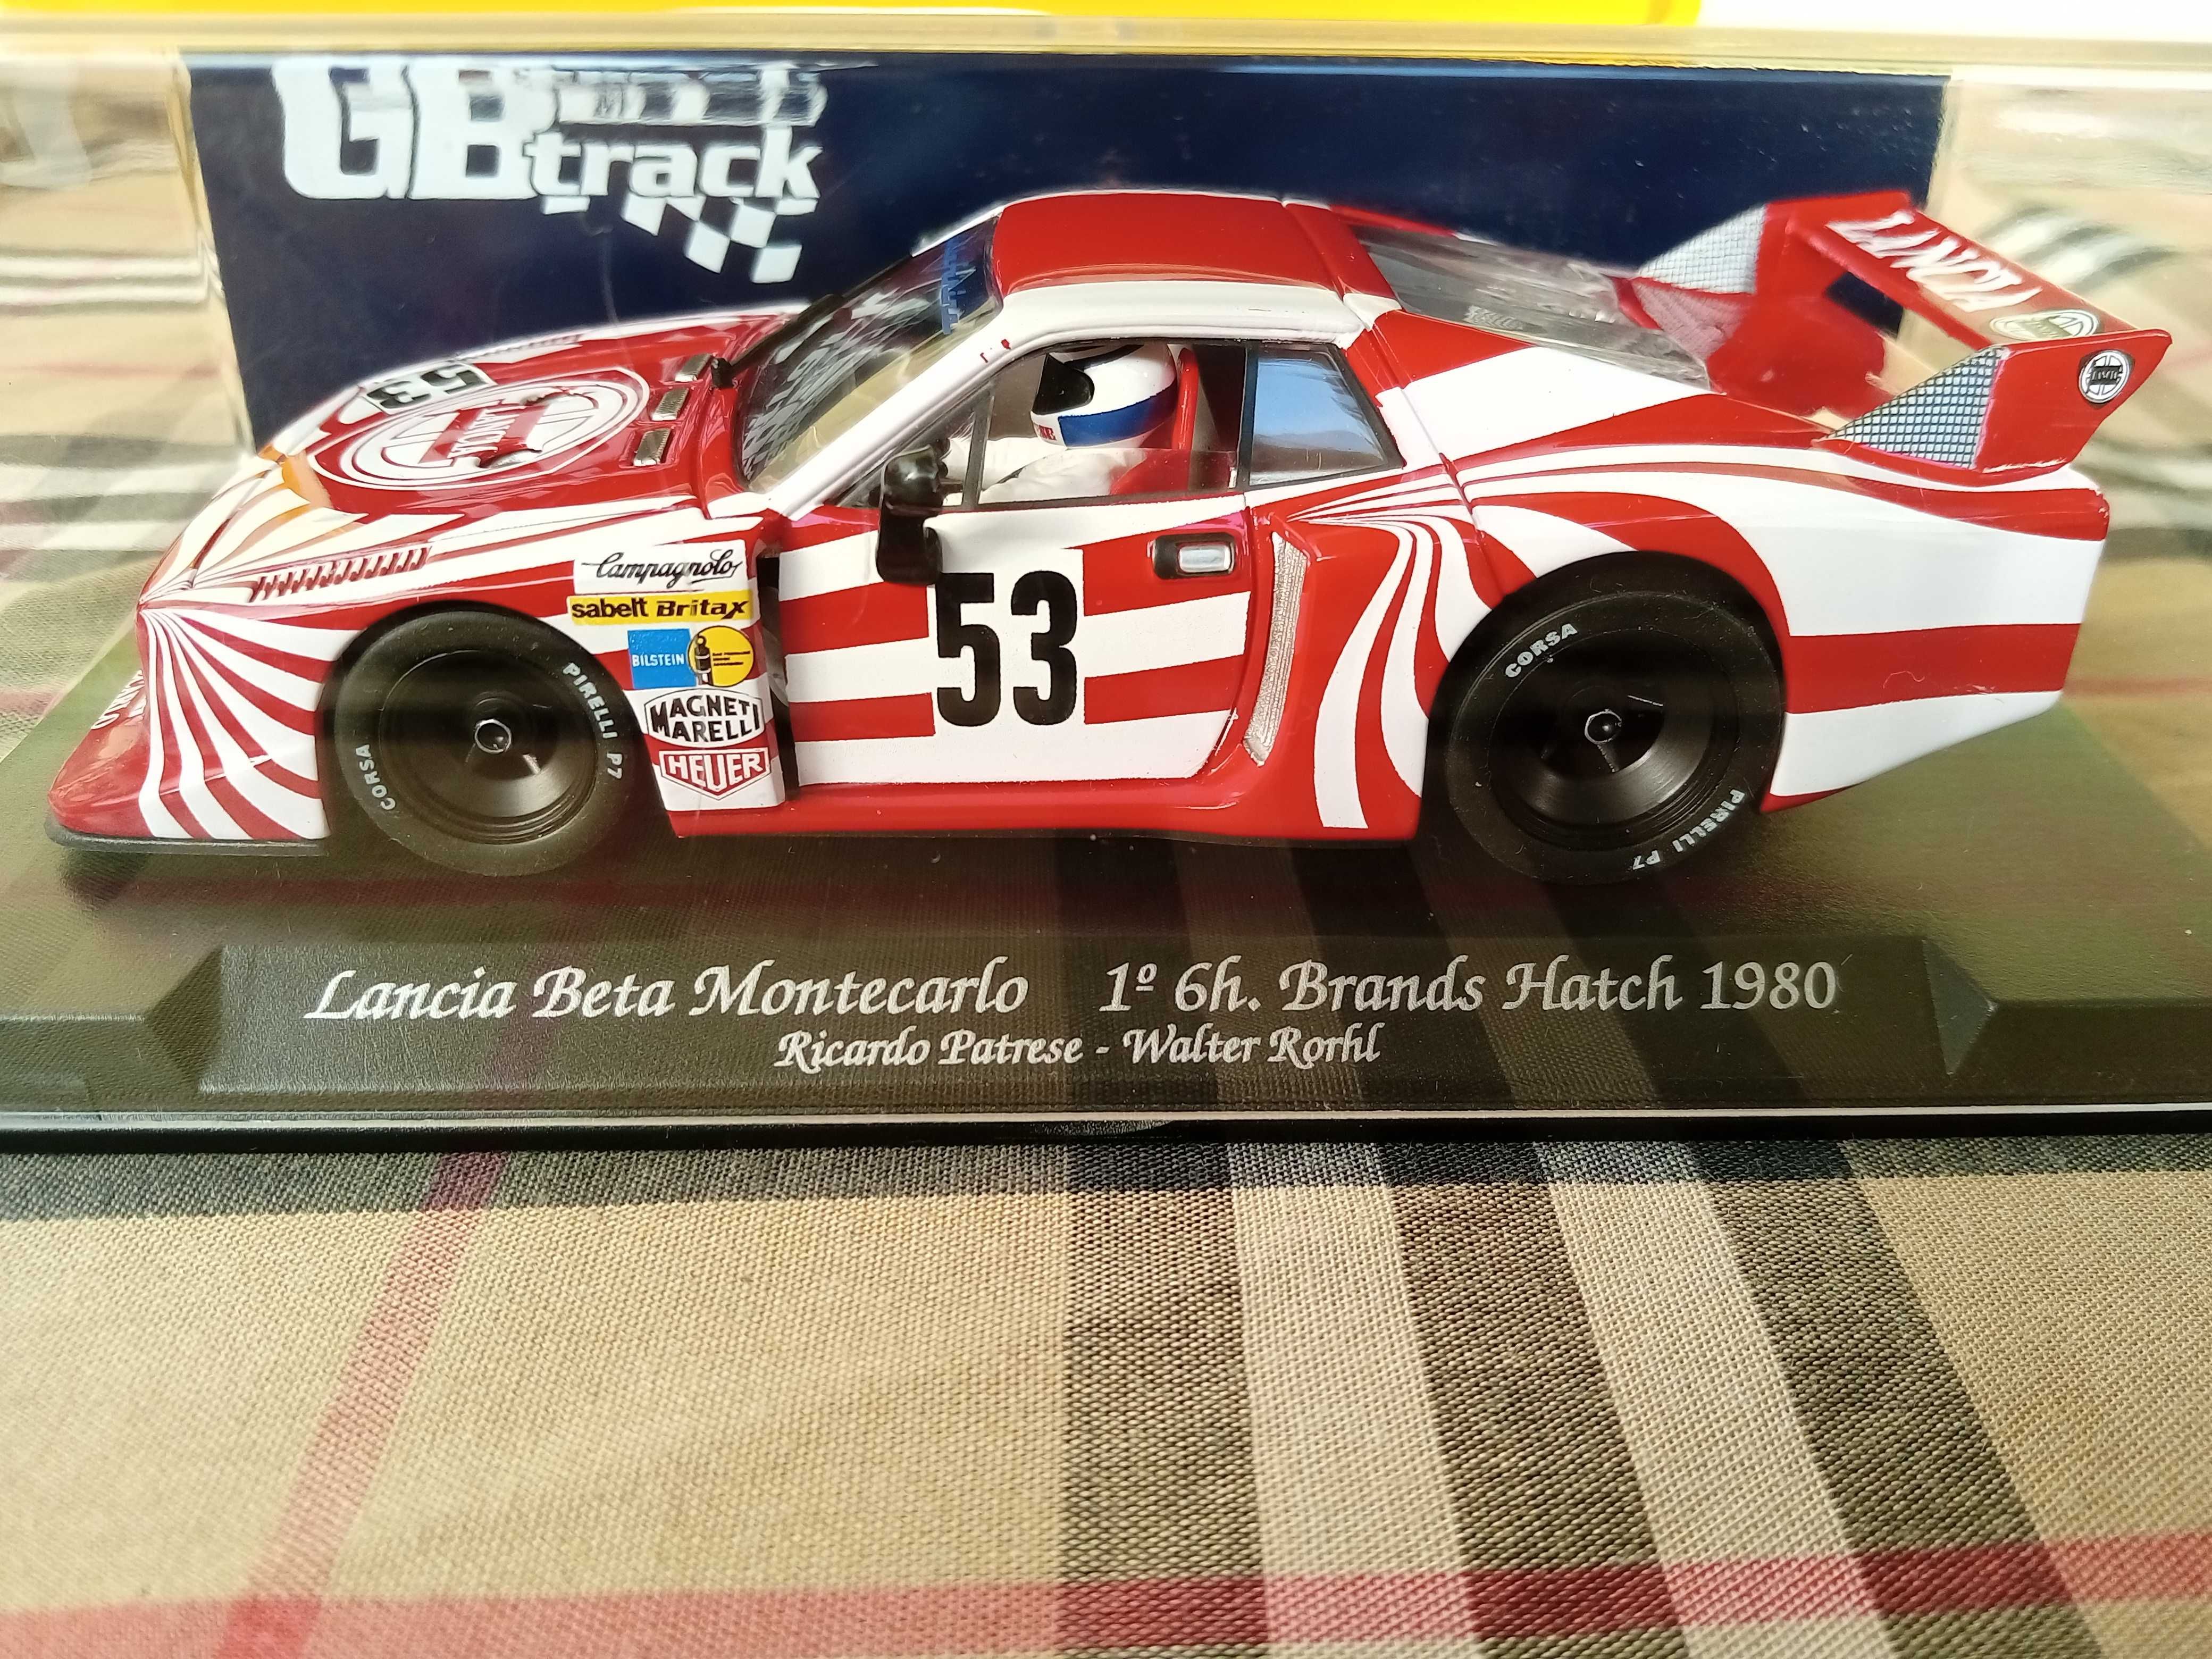 GB
track
LANCIA
53
LANCIA
Campagnolo
sabelt Britax
BILSTEIN
MAGNETI
MARELLI
HEUER
53
CORSA
PIRELLI P7
CORSA
PIRELLI P7
Lancia Beta Montecarlo 1º 6h. Brands Hatch 1980
Ricardo Patrese - Walter Rorhl